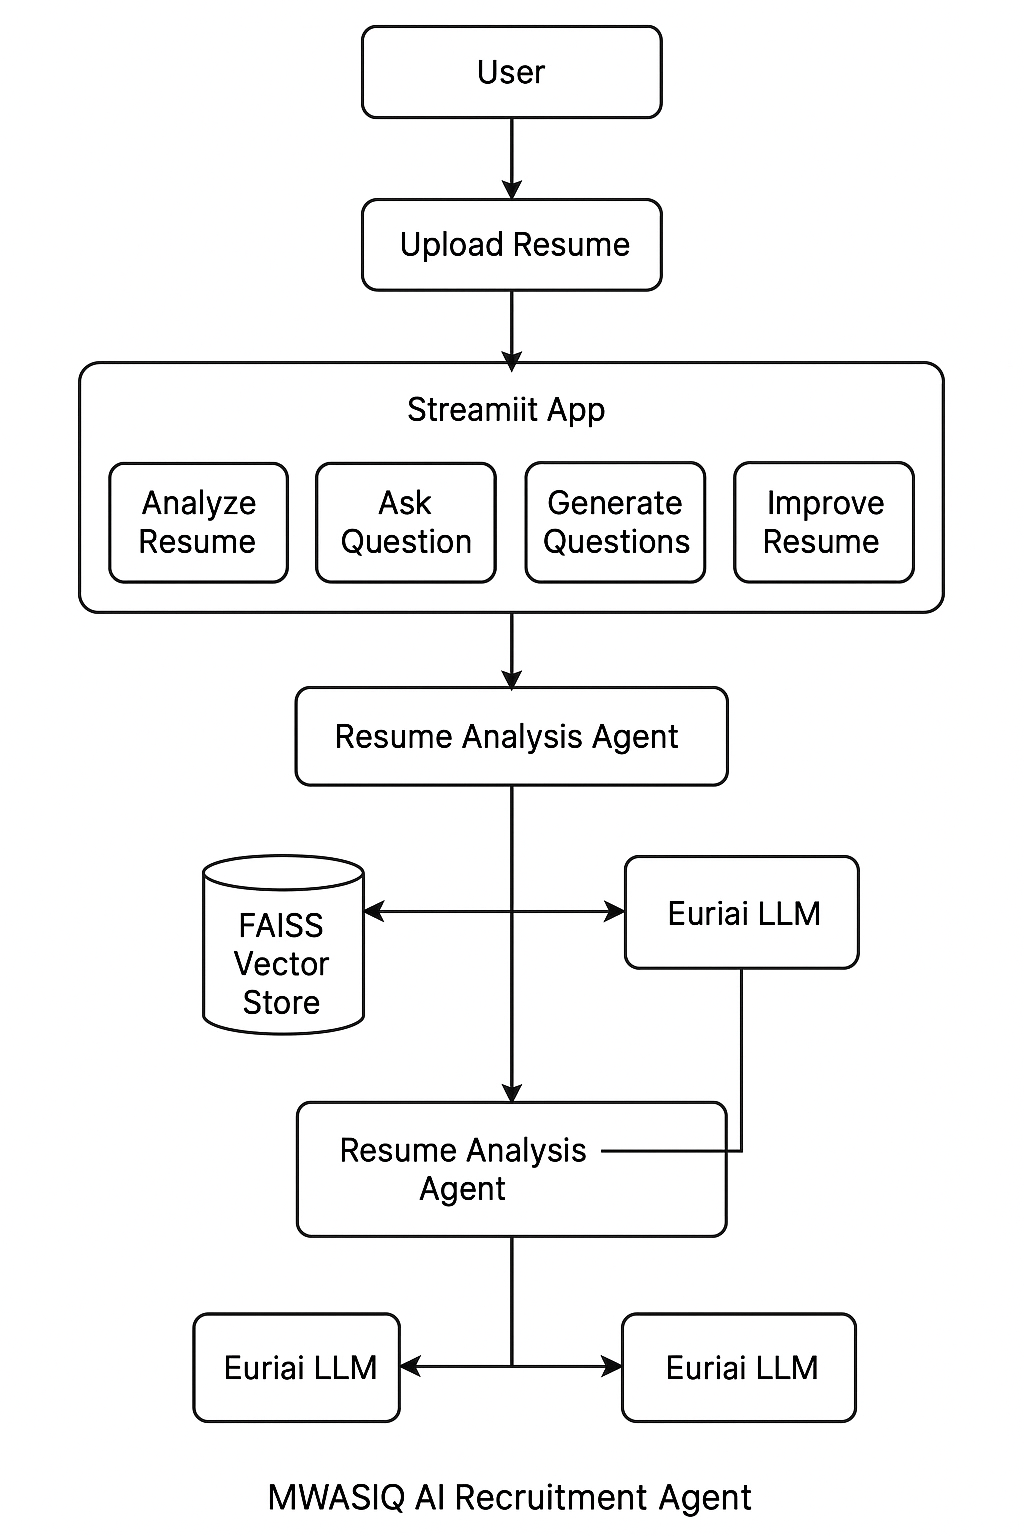 User
Upload Resume
Streamiit App
Analyze
Resume
Ask
Question
Generate
Questions
Improve
Resume
Resume Analysis Agent
FAISS
Vector
Store
Euriai LLM
Resume Analysis
Agent
Euriai LLM
Euriai LLM
MWASIQ AI Recruitment Agent